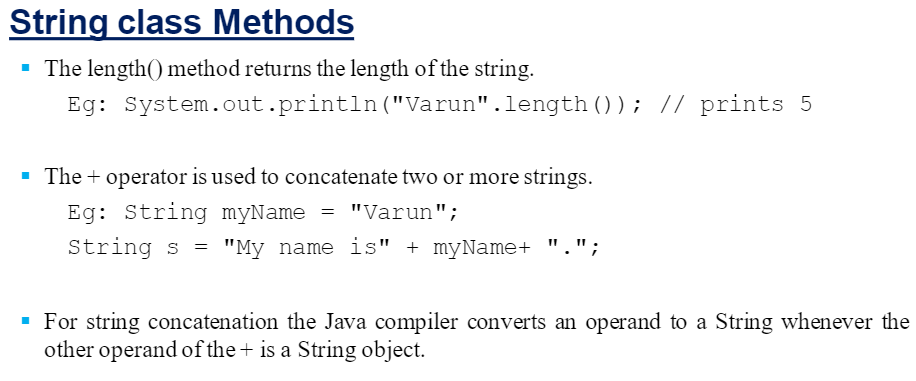 String class Methods
▪ The length() method returns the length of the string.
Eg: System.out.println("Varun".length()); // prints 5
▪ The + operator is used to concatenate two or more strings.
Eg: String myName = "Varun";
String s = "My name is" + myName+ ".";
▪ For string concatenation the Java compiler converts an operand to a String whenever the
other operand of the + is a String object.